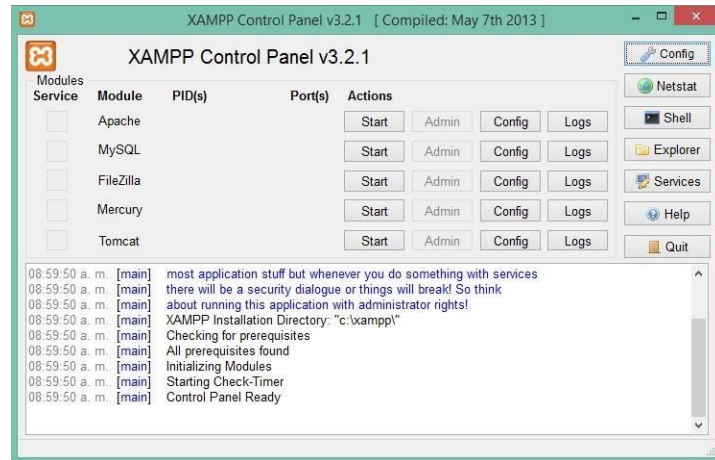 XAMPP Control Panel v3.2.1 [ Compiled: May 7th 2013 ]
XAMPP Control Panel v3.2.1
Config
Modules
Service Module PID(s) Port(s) Actions
Netstat
Apache Start Admin Config Logs
Shell
MySQL Start Admin Config Logs
Explorer
FileZilla Start Admin Config Logs
Services
Mercury Start Admin Config Logs
Help
Tomcat Start Admin Config Logs
Quit
08:59:50 a. m. [main] most application stuff but whenever you do something with services
08:59:50 a. m. [main] there will be a security dialogue or things will break! So think
08:59:50 a. m. [main] about running this application with administrator rights!
08:59:50 a. m. [main] XAMPP Installation Directory: "c:\xampp\"
08:59:50 a. m. [main] Checking for prerequisites
08:59:50 a. m. [main] All prerequisites found
08:59:50 a. m. [main] Initializing Modules
08:59:50 a. m. [main] Starting Check-Timer
08:59:50 a. m. [main] Control Panel Ready